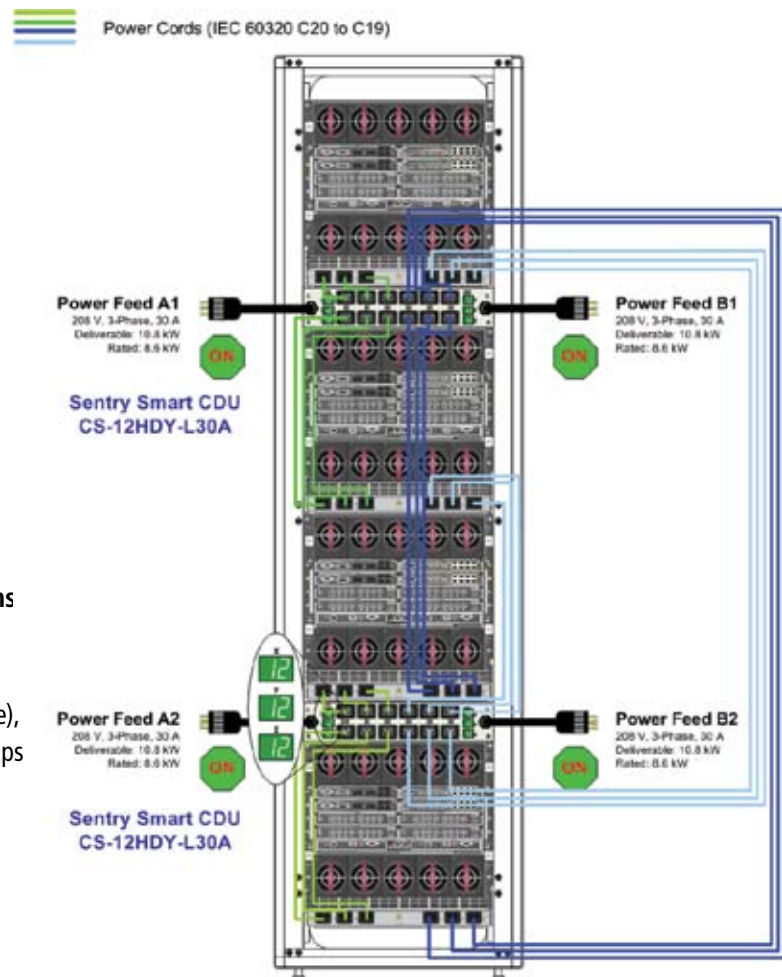 Power Cords (IEC 60320 C20 to C19)
Power Feed A1
208 V, 3-Phase, 30 A
Deliverable: 10.8 kW
Rated: 8.6 kW
ON
Power Feed B1
208 V, 3-Phase, 30 A
Deliverable: 10.8 kW
Rated: 8.6 kW
ON
Sentry Smart CDU
CS-12HDY-L30A
ns
e),
ps
X
12
Y
12
12
Power Feed A2
208 V, 3-Phase, 30 A
Deliverable: 10.8 kW
Rated: 8.6 kW
ON
Power Feed B2
208 V, 3-Phase, 30 A
Deliverable: 10.8 kW
Rated: 8.6 kW
ON
Sentry Smart CDU
CS-12HDY-L30A